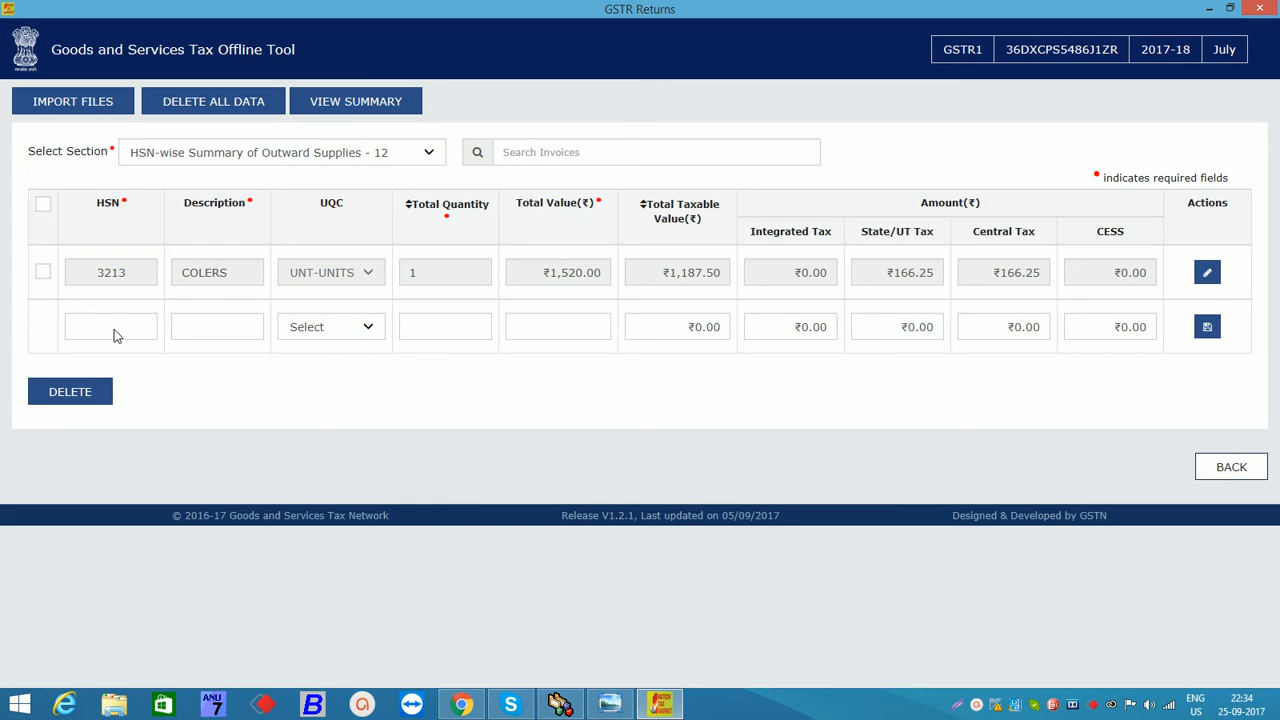 GSTR Returns
Goods and Services Tax Offline Tool
GSTR1 36DXCPS5486J1ZR 2017-18 July
IMPORT FILES DELETE ALL DATA VIEW SUMMARY
Select Section* HSN-wise Summary of Outward Supplies - 12 Search Invoices
* indicates required fields
HSN* Description* UQC Total Quantity* Total Value(₹)* Total Taxable Value(₹) Amount(₹) Actions
Integrated Tax State/UT Tax Central Tax CESS
3213 COLERS UNT-UNITS 1 ₹1,520.00 ₹1,187.50 ₹0.00 ₹166.25 ₹166.25 ₹0.00
Select ₹0.00 ₹0.00 ₹0.00 ₹0.00 ₹0.00
DELETE
BACK
© 2016-17 Goods and Services Tax Network Release V1.2.1, Last updated on 05/09/2017 Designed & Developed by GSTN
ANU 7 B ENG 22:34
US 25-09-2017